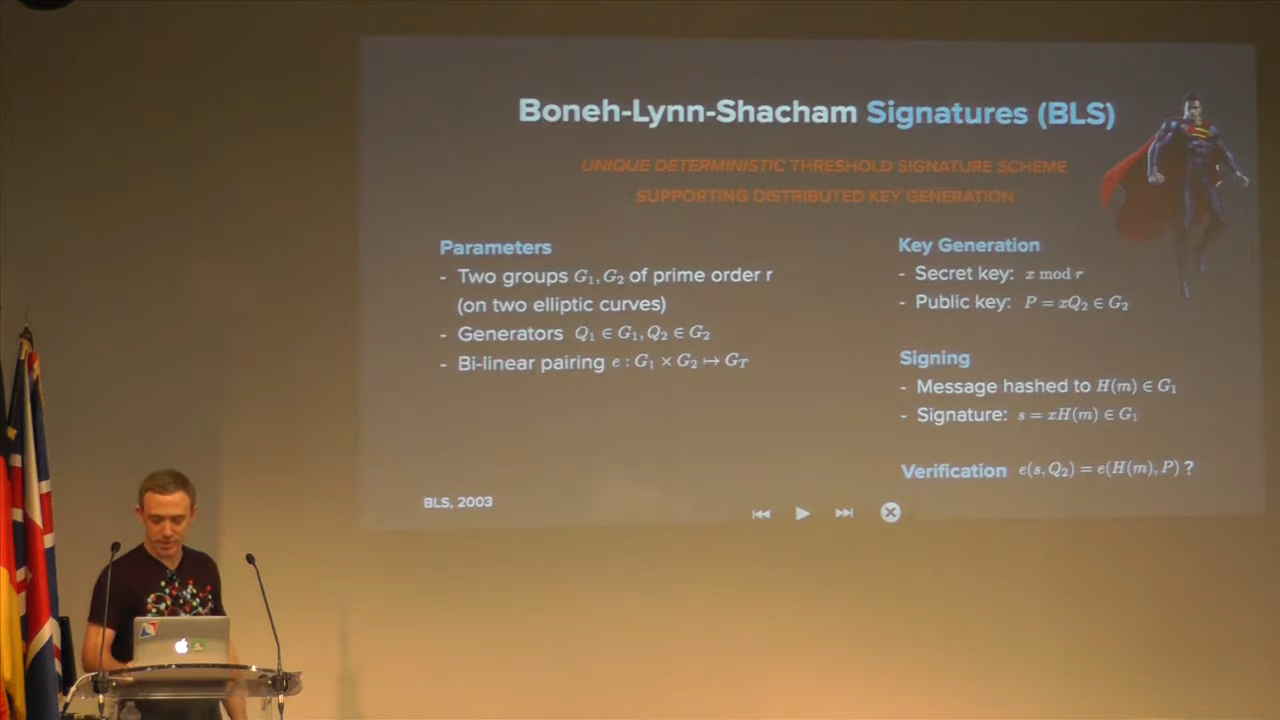 Boneh-Lynn-Shacham Signatures (BLS)
UNIQUE DETERMINISTIC THRESHOLD SIGNATURE SCHEME
SUPPORTING DISTRIBUTED KEY GENERATION
Parameters
- Two groups G₁, G₂ of prime order r
(on two elliptic curves)
- Generators Q₁ ∈ G₁, Q₂ ∈ G₂
- Bi-linear pairing e : G₁ × G₂ ↦ G_T
BLS, 2003
Key Generation
- Secret key: x mod r
- Public key: P = xQ₂ ∈ G₂
Signing
- Message hashed to H(m) ∈ G₁
- Signature: s = xH(m) ∈ G₁
Verification e(s, Q₂) = e(H(m), P) ?